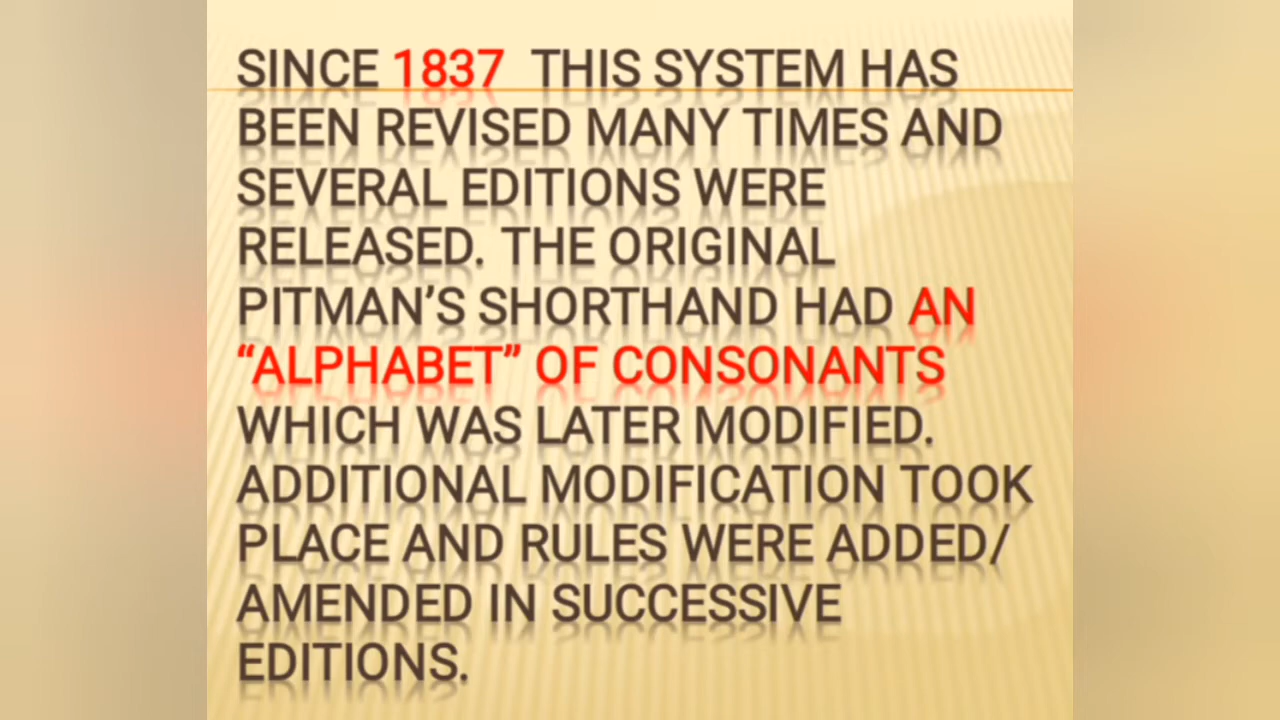 SINCE 1837 THIS SYSTEM HAS
BEEN REVISED MANY TIMES AND
SEVERAL EDITIONS WERE
RELEASED. THE ORIGINAL
PITMAN’S SHORTHAND HAD AN
“ALPHABET” OF CONSONANTS
WHICH WAS LATER MODIFIED.
ADDITIONAL MODIFICATION TOOK
PLACE AND RULES WERE ADDED/
AMENDED IN SUCCESSIVE
EDITIONS.